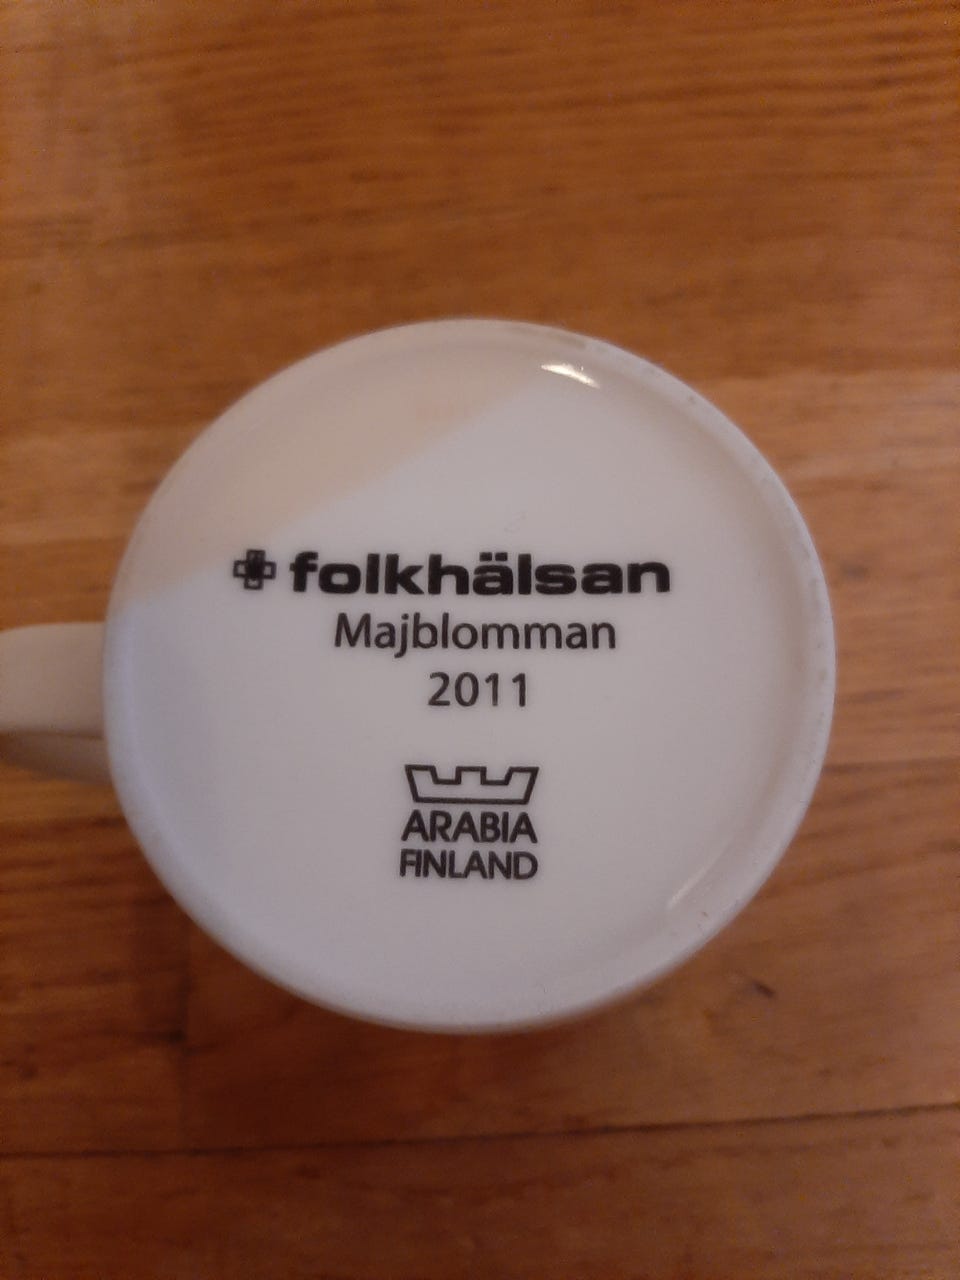 folkhälsan
Majblomman
2011
ARABIA
FINLAND